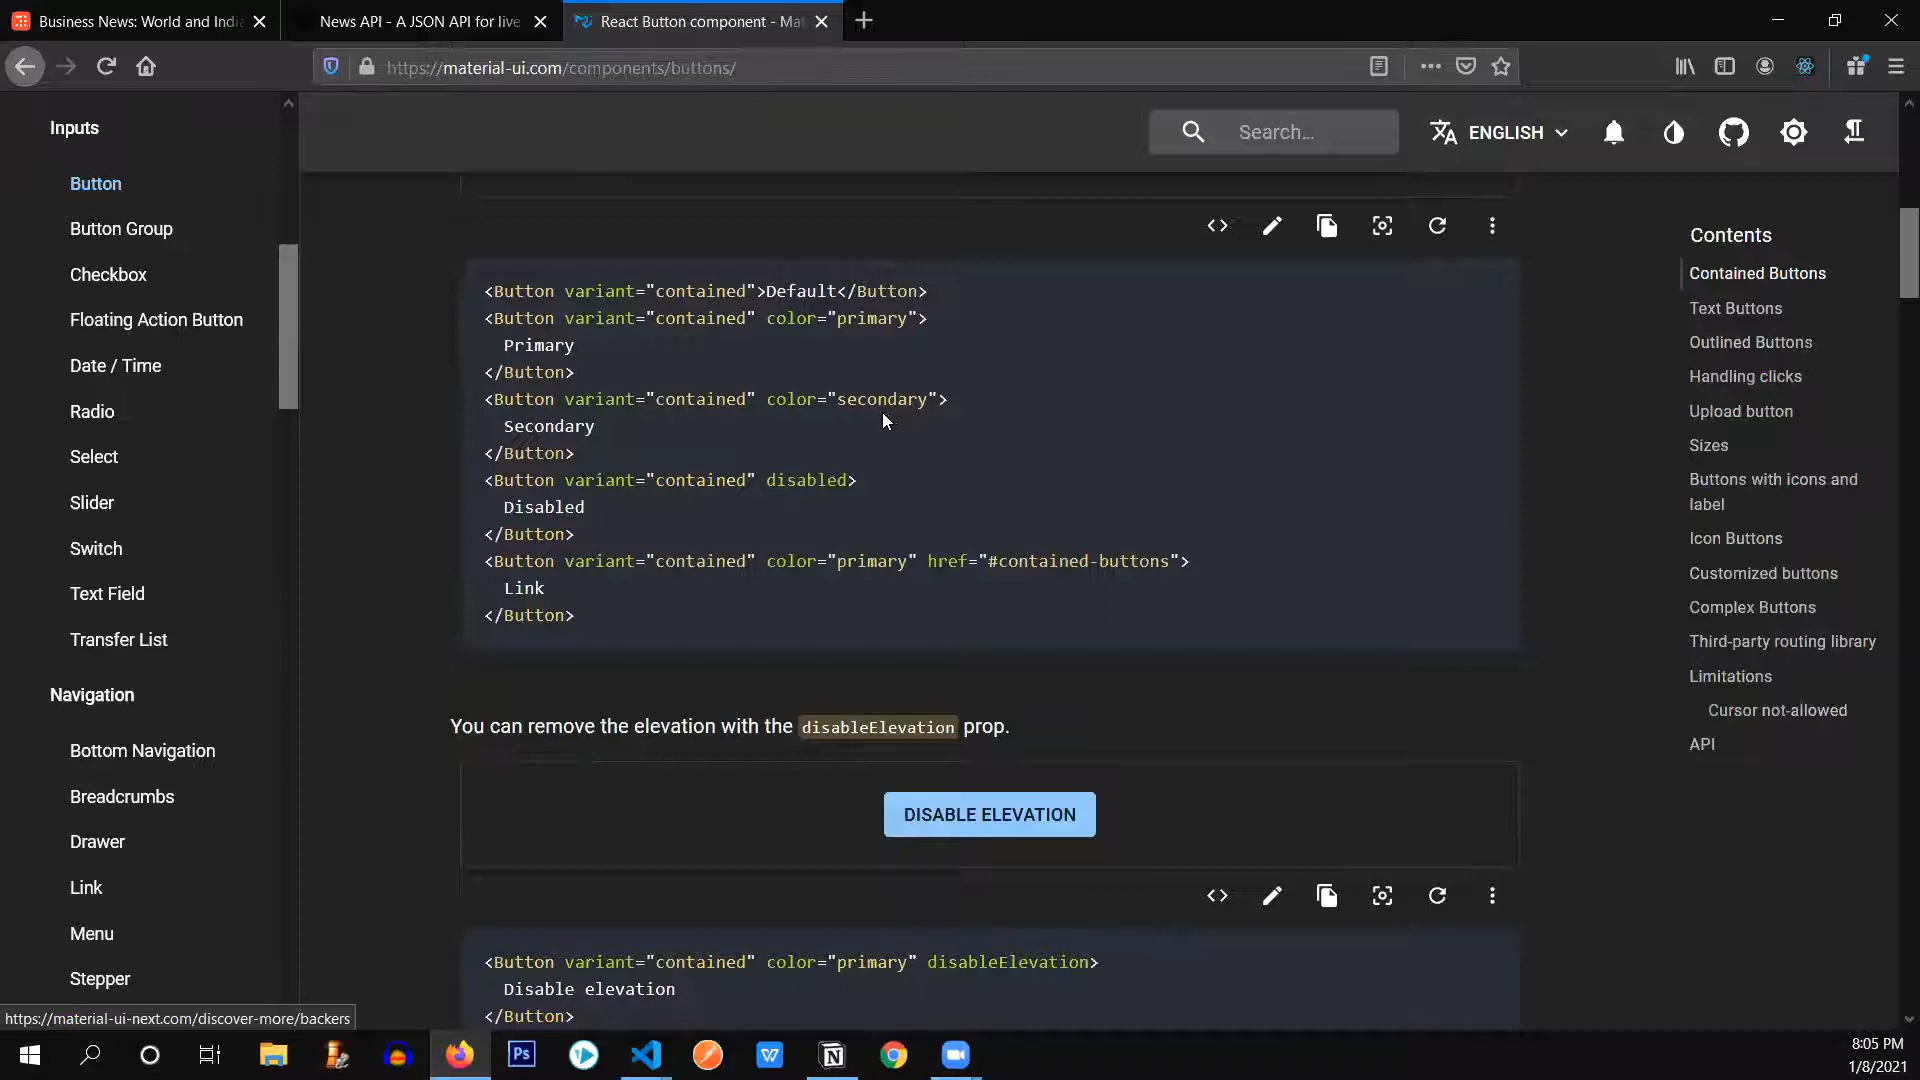 Business News: World and Indi
News API - A JSON API for live
React Button component - Mat
https://material-ui.com/components/buttons/
Search…
ENGLISH
Inputs
Button
Button Group
Checkbox
Floating Action Button
Date / Time
Radio
Select
Slider
Switch
Text Field
Transfer List
Navigation
Bottom Navigation
Breadcrumbs
Drawer
Link
Menu
Stepper
<Button variant="contained">Default</Button>
<Button variant="contained" color="primary">
Primary
</Button>
<Button variant="contained" color="secondary">
Secondary
</Button>
<Button variant="contained" disabled>
Disabled
</Button>
<Button variant="contained" color="primary" href="#contained-buttons">
Link
</Button>
You can remove the elevation with the disableElevation prop.
DISABLE ELEVATION
<Button variant="contained" color="primary" disableElevation>
Disable elevation
</Button>
Contents
Contained Buttons
Text Buttons
Outlined Buttons
Handling clicks
Upload button
Sizes
Buttons with icons and
label
Icon Buttons
Customized buttons
Complex Buttons
Third-party routing library
Limitations
Cursor not-allowed
API
https://material-ui-next.com/discover-more/backers
Ps
W
N
8:05 PM
1/8/2021